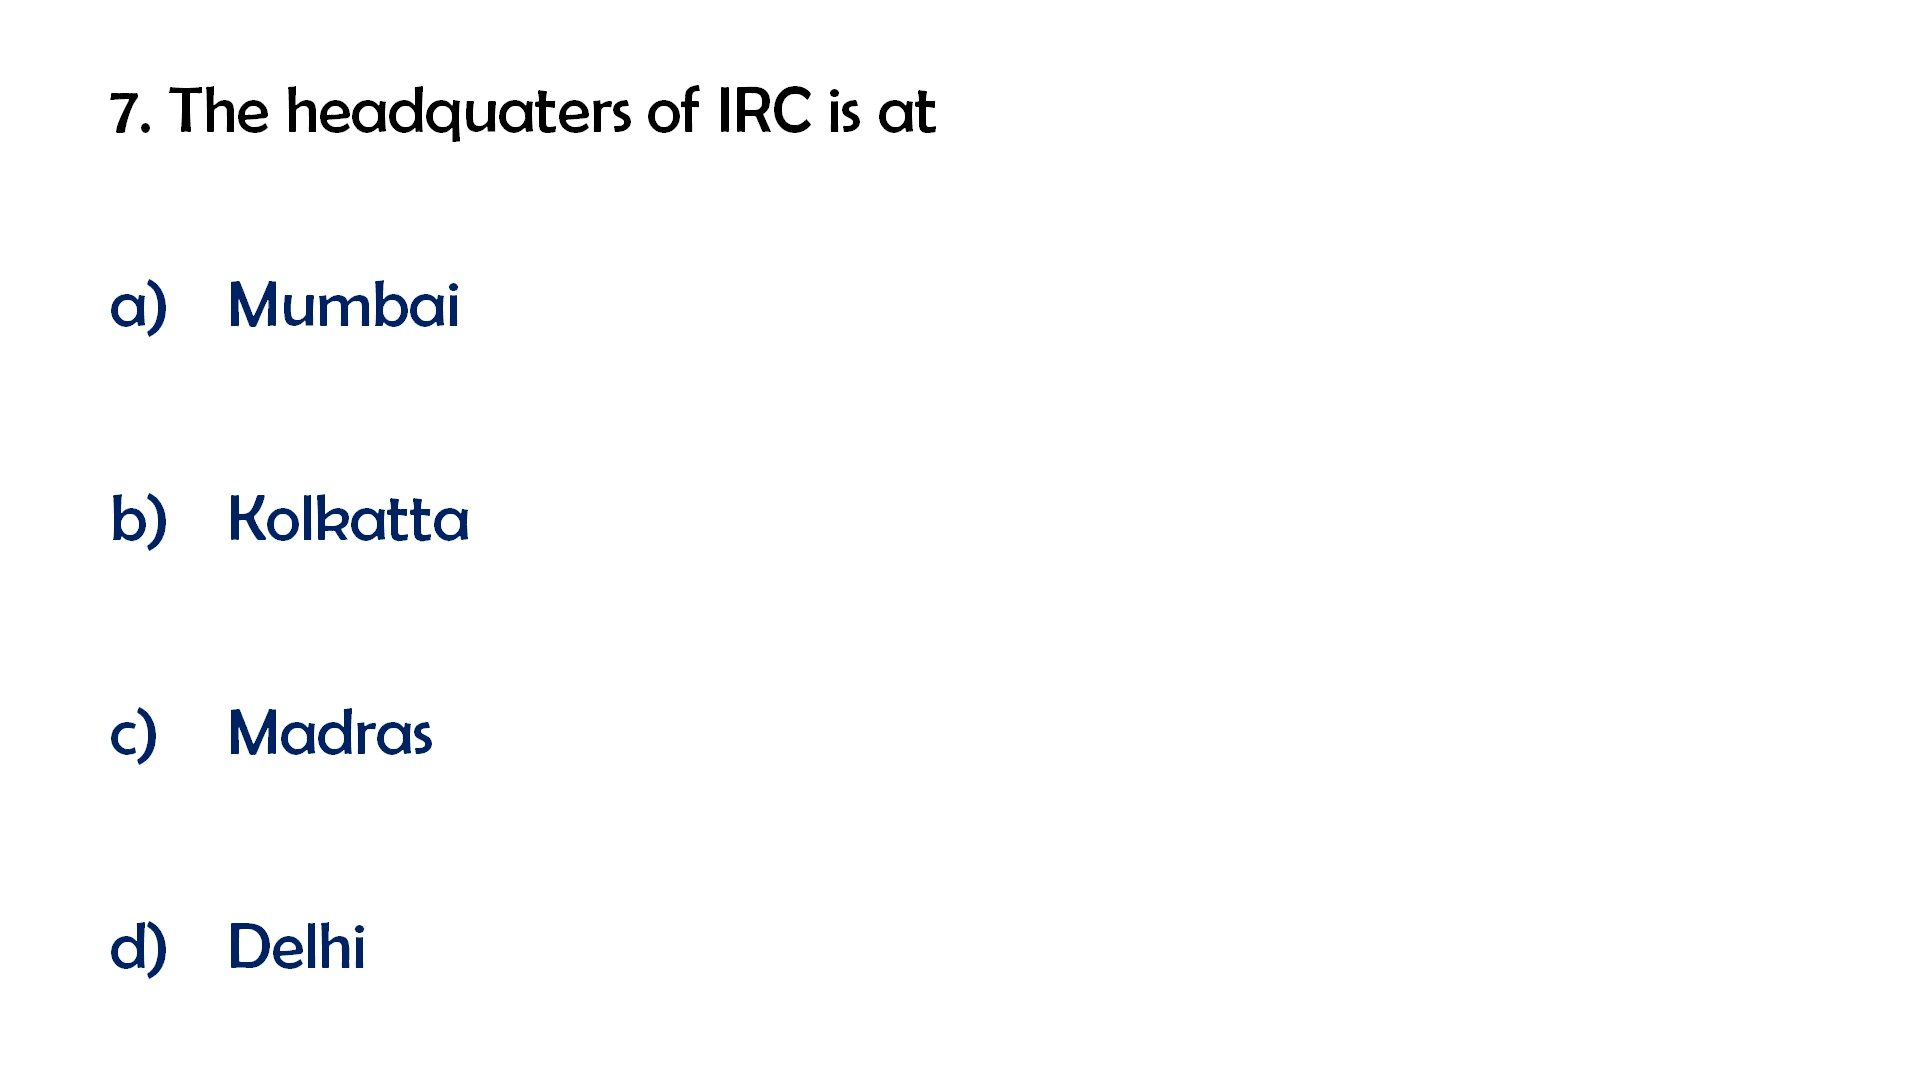 7. The headquaters of IRC is at
a) Mumbai
b) Kolkatta
c) Madras
d) Delhi